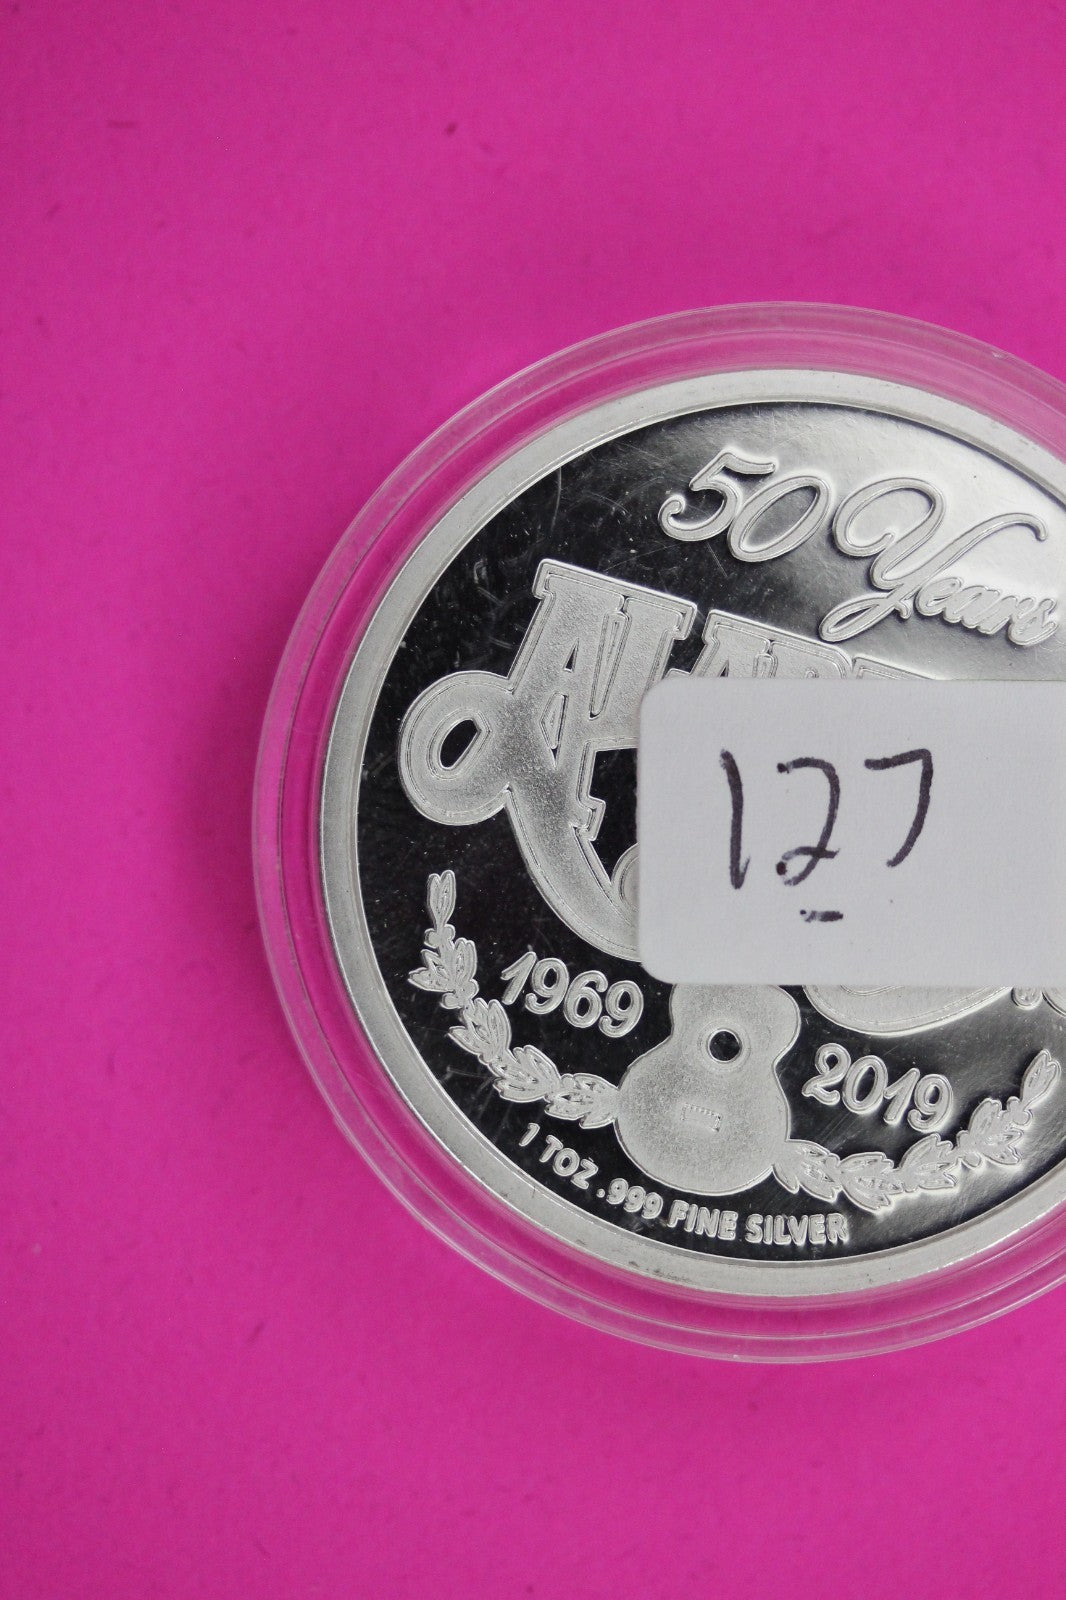 50 Years
127
1969
2019
1 TOZ .999 FINE SILVER